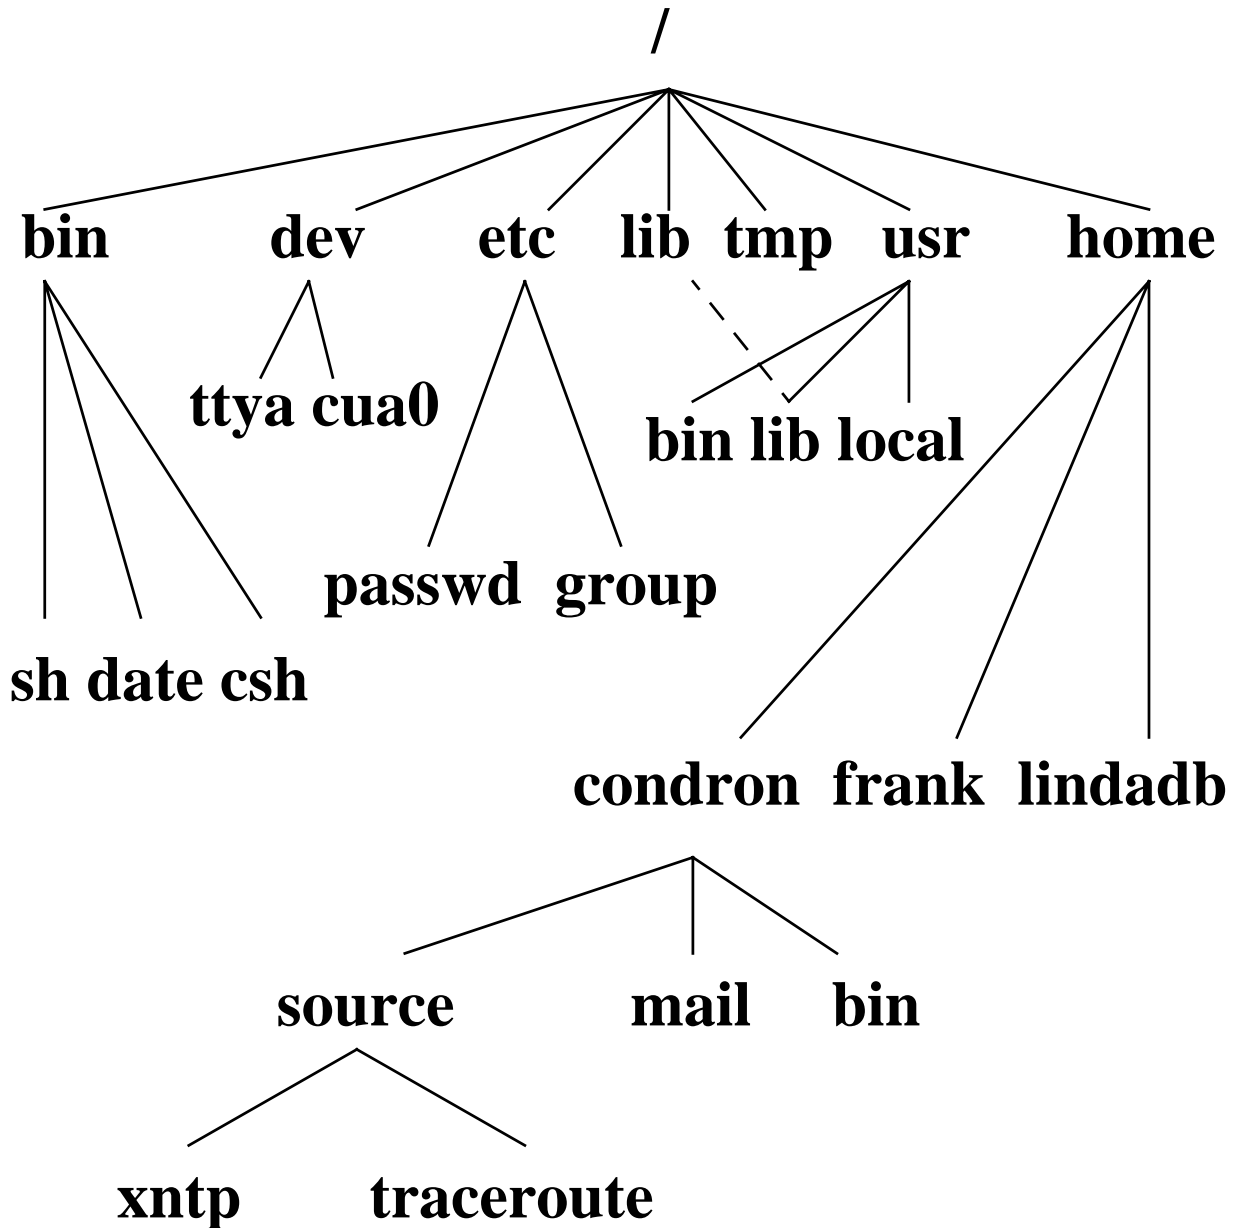 /
bin dev etc lib tmp usr home
ttya cua0
bin lib local
passwd group
sh date csh
condron frank lindadb
source mail bin
xntp traceroute